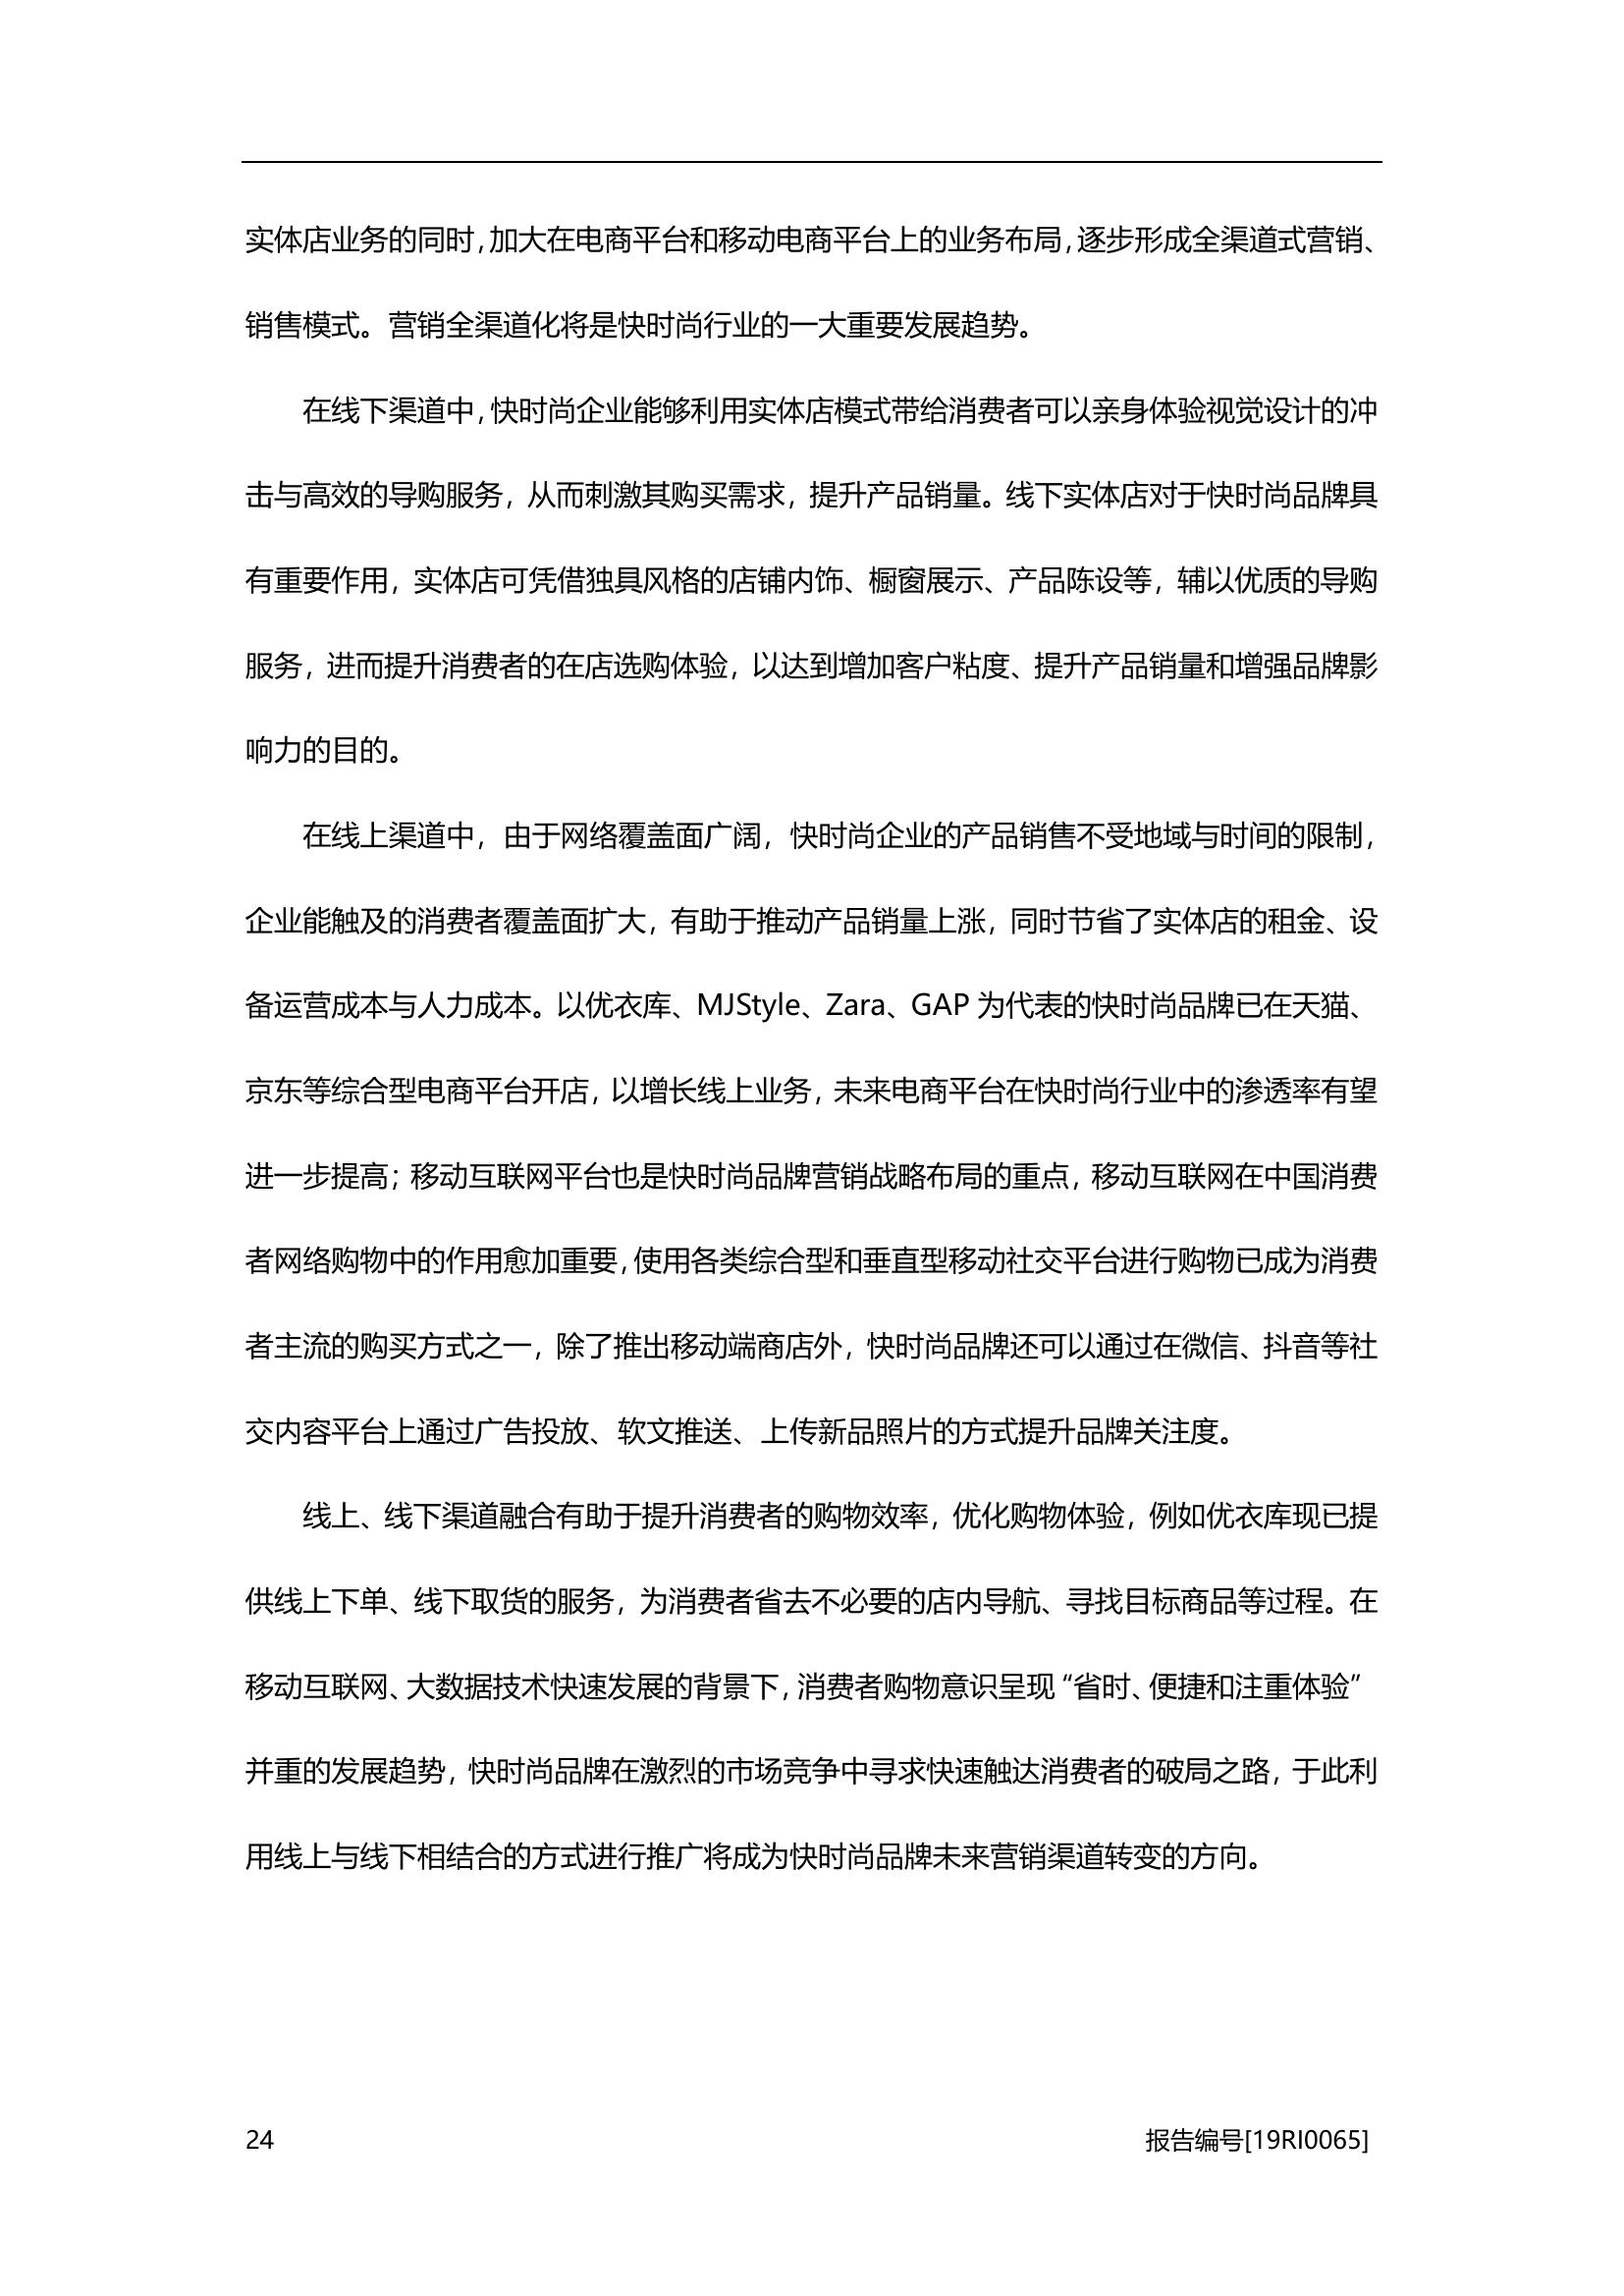 实体店业务的同时，加大在电商平台和移动电商平台上的业务布局，逐步形成全渠道式营销、
销售模式。营销全渠道化将是快时尚行业的一大重要发展趋势。
在线下渠道中，快时尚企业能够利用实体店模式带给消费者可以亲身体验视觉设计的冲
击与高效的导购服务，从而刺激其购买需求，提升产品销量。线下实体店对于快时尚品牌具
有重要作用，实体店可凭借独具风格的店铺内饰、橱窗展示、产品陈设等，辅以优质的导购
服务，进而提升消费者的在店选购体验，以达到增加客户粘度、提升产品销量和增强品牌影
响力的目的。
在线上渠道中，由于网络覆盖面广阔，快时尚企业的产品销售不受地域与时间的限制，
企业能触及的消费者覆盖面扩大，有助于推动产品销量上涨，同时节省了实体店的租金、设
备运营成本与人力成本。以优衣库、MJStyle、Zara、GAP 为代表的快时尚品牌已在天猫、
京东等综合型电商平台开店，以增长线上业务，未来电商平台在快时尚行业中的渗透率有望
进一步提高；移动互联网平台也是快时尚品牌营销战略布局的重点，移动互联网在中国消费
者网络购物中的作用愈加重要，使用各类综合型和垂直型移动社交平台进行购物已成为消费
者主流的购买方式之一，除了推出移动端商店外，快时尚品牌还可以通过在微信、抖音等社
交内容平台上通过广告投放、软文推送、上传新品照片的方式提升品牌关注度。
线上、线下渠道融合有助于提升消费者的购物效率，优化购物体验，例如优衣库现已提
供线上下单、线下取货的服务，为消费者省去不必要的店内导航、寻找目标商品等过程。在
移动互联网、大数据技术快速发展的背景下，消费者购物意识呈现“省时、便捷和注重体验”
并重的发展趋势，快时尚品牌在激烈的市场竞争中寻求快速触达消费者的破局之路，于此利
用线上与线下相结合的方式进行推广将成为快时尚品牌未来营销渠道转变的方向。
24
报告编号[19RI0065]